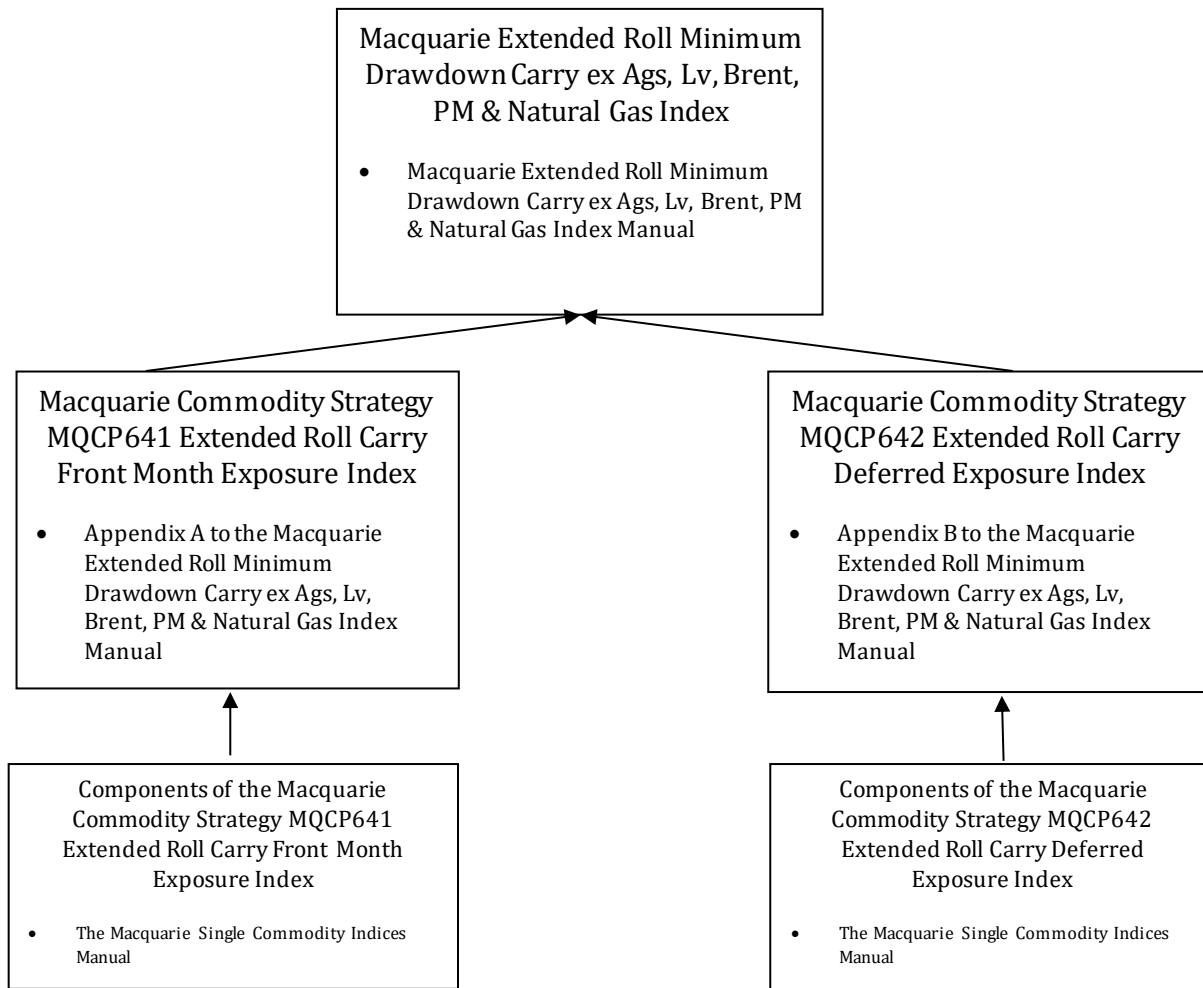 Macquarie Extended Roll Minimum
Drawdown Carry ex Ags, Lv, Brent,
PM & Natural Gas Index
• Macquarie Extended Roll Minimum
Drawdown Carry ex Ags, Lv, Brent, PM
& Natural Gas Index Manual
Macquarie Commodity Strategy
MQCP641 Extended Roll Carry
Front Month Exposure Index
• Appendix A to the Macquarie
Extended Roll Minimum
Drawdown Carry ex Ags, Lv,
Brent, PM & Natural Gas Index
Manual
Macquarie Commodity Strategy
MQCP642 Extended Roll Carry
Deferred Exposure Index
• Appendix B to the Macquarie
Extended Roll Minimum
Drawdown Carry ex Ags, Lv,
Brent, PM & Natural Gas Index
Manual
Components of the Macquarie
Commodity Strategy MQCP641
Extended Roll Carry Front Month
Exposure Index
• The Macquarie Single Commodity Indices
Manual
Components of the Macquarie
Commodity Strategy MQCP642
Extended Roll Carry Deferred
Exposure Index
• The Macquarie Single Commodity Indices
Manual